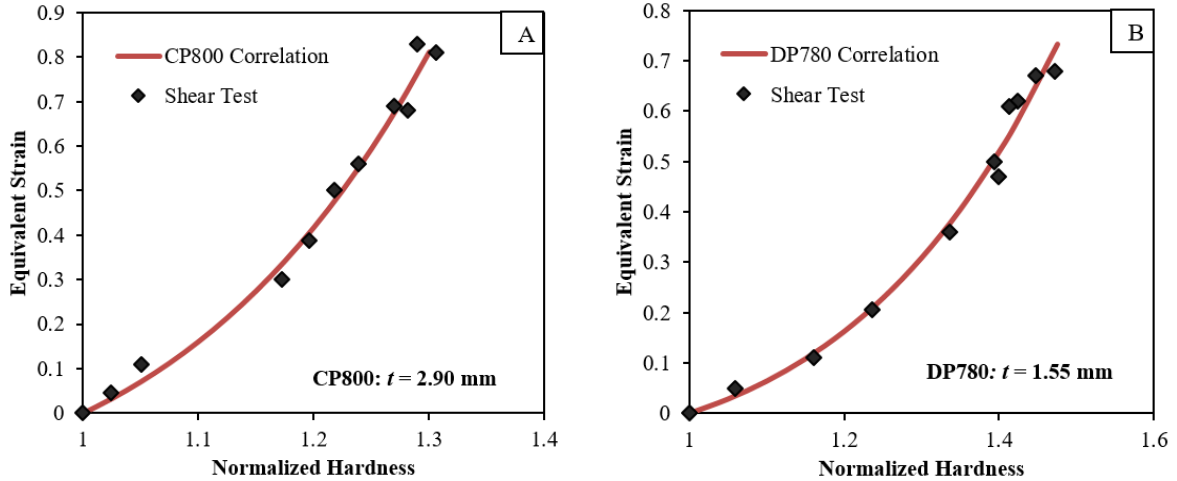 A
CP800 Correlation
Shear Test
0.9
0.8
0.7
0.6
0.5
0.4
0.3
0.2
0.1
0
Equivalent Strain
CP800: t = 2.90 mm
1
1.1
1.2
1.3
1.4
Normalized Hardness
B
DP780 Correlation
Shear Test
0.8
0.7
0.6
0.5
0.4
0.3
0.2
0.1
0
Equivalent Strain
DP780: t = 1.55 mm
1
1.2
1.4
1.6
Normalized Hardness